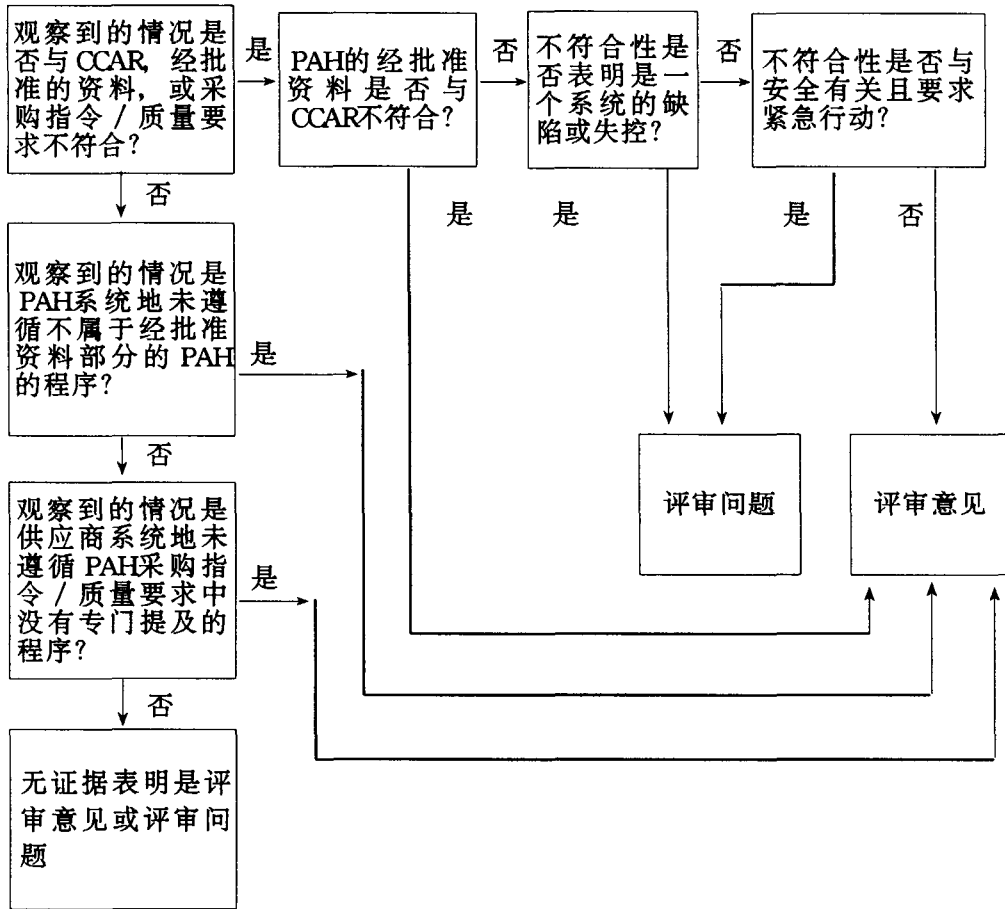 观察到的情况是
否与CCAR，经批
准的资料，或采
购指令／质量要
求不符合？
是
PAH的经批准
资料是否与
CCAR不符合？
否
不符合性是
否表明是一
个系统的缺
陷或失控？
否
不符合性是否与
安全有关且要求
紧急行动？
否
是
是
是
否
观察到的情况是
PAH系统地未遵
循不属于经批准
资料部分的PAH
的程序？
是
否
评审问题
评审意见
观察到的情况是
供应商系统地未
遵循PAH采购指
令／质量要求中
没有专门提及的
程序？
是
否
无证据表明是评
审意见或评审问
题